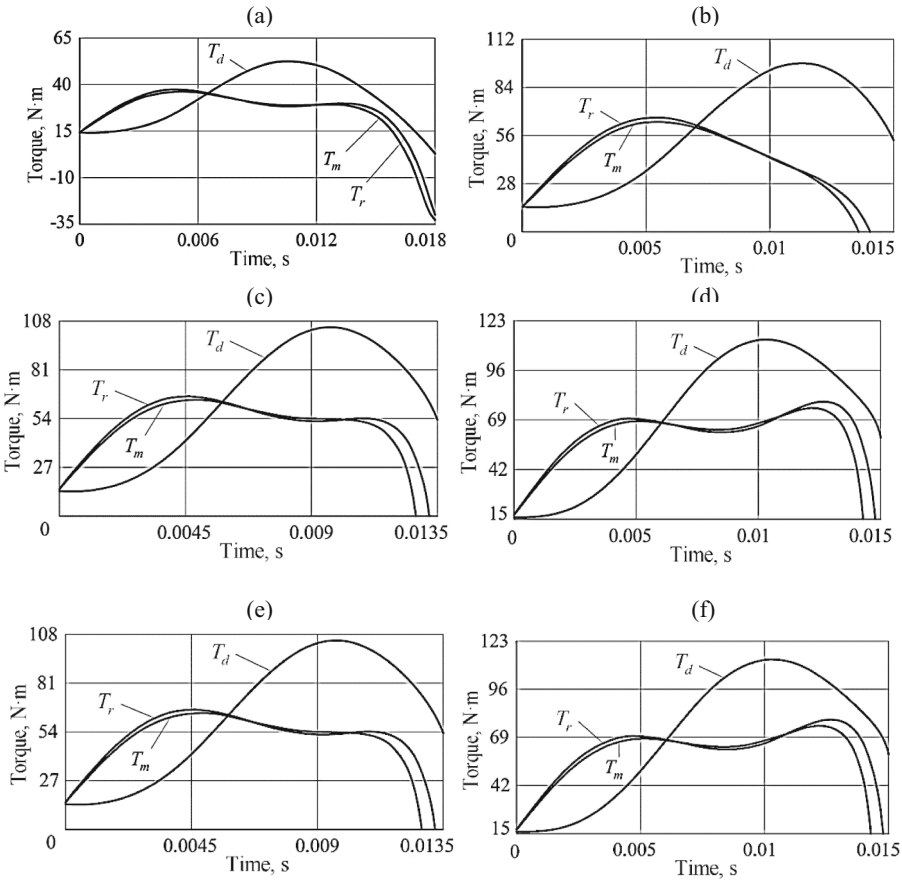 (a)
Torque, N·m
65
40
15
-10
-35
T_d
T_m
T_r
0 0.006 0.012 0.018
Time, s
(b)
Torque, N·m
112
84
56
28
0
T_d
T_r
T_m
0.005 0.01 0.015
Time, s
(c)
Torque, N·m
108
81
54
27
0
T_d
T_r
T_m
0.0045 0.009 0.0135
Time, s
(d)
Torque, N·m
123
96
69
42
15
T_d
T_r
T_m
0 0.005 0.01 0.015
Time, s
(e)
Torque, N·m
108
81
54
27
0
T_d
T_r
T_m
0.0045 0.009 0.0135
Time, s
(f)
Torque, N·m
123
96
69
42
15
T_d
T_r
T_m
0 0.005 0.01 0.015
Time, s